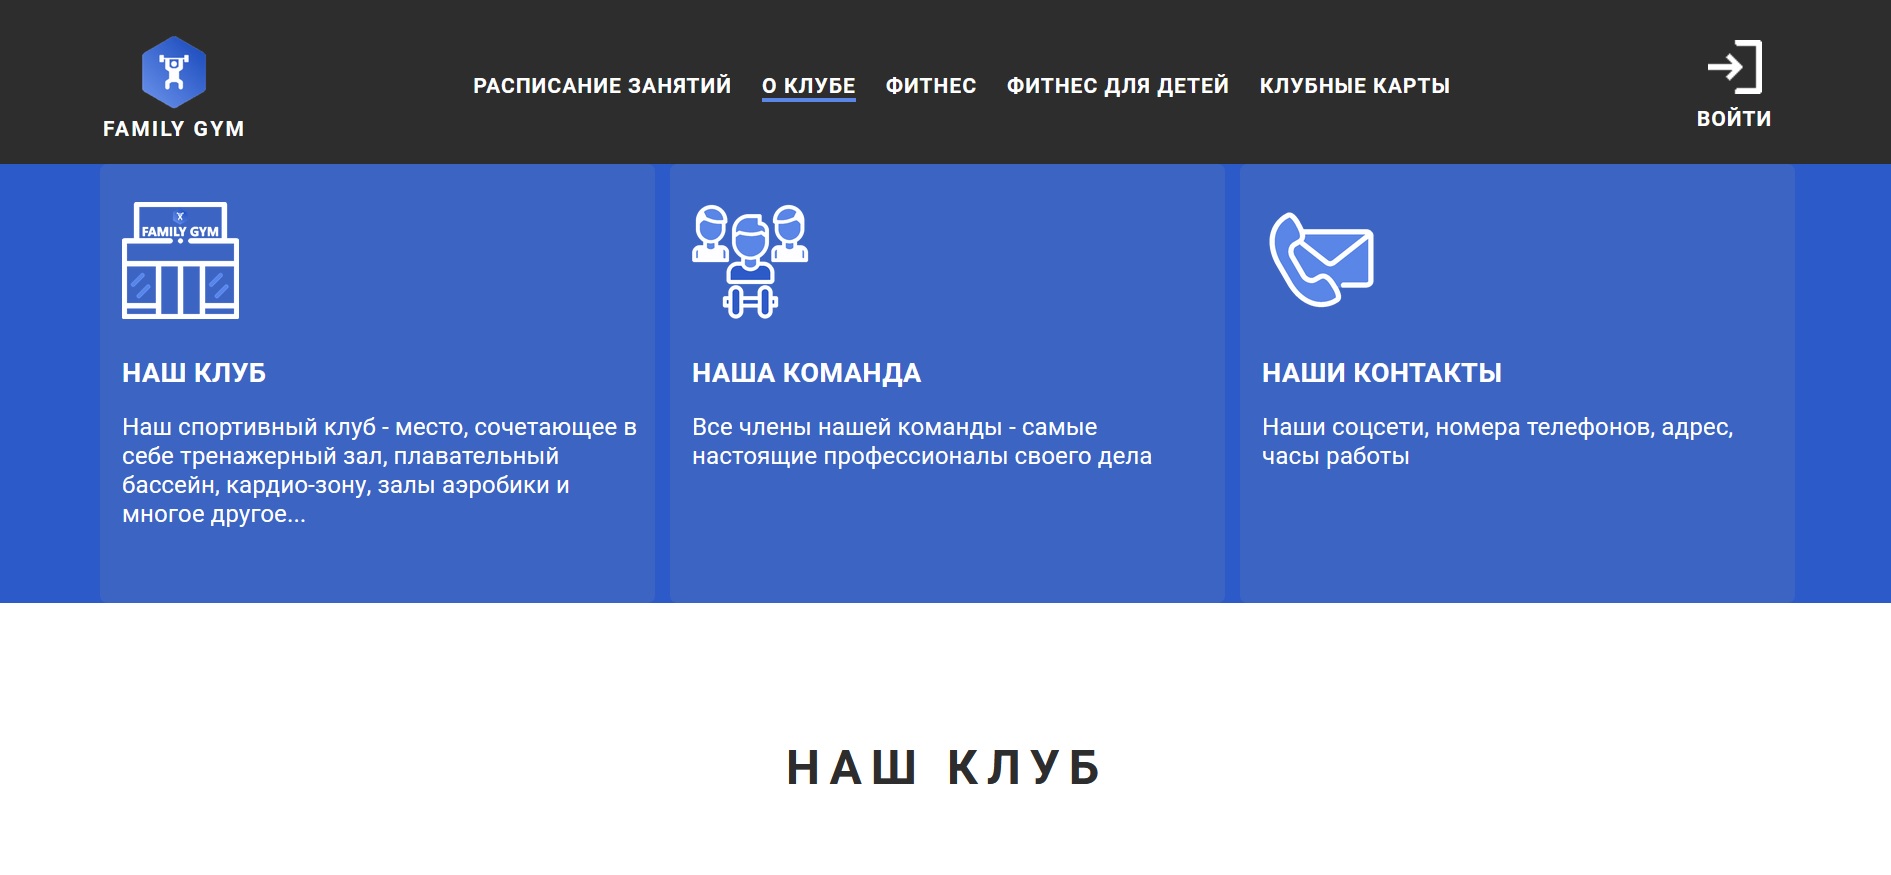 FAMILY GYM
РАСПИСАНИЕ ЗАНЯТИЙ
О КЛУБЕ
ФИТНЕС
ФИТНЕС ДЛЯ ДЕТЕЙ
КЛУБНЫЕ КАРТЫ
ВОЙТИ
FAMILY GYM
НАШ КЛУБ
Наш спортивный клуб - место, сочетающее в
себе тренажерный зал, плавательный
бассейн, кардио-зону, залы аэробики и
многое другое...
НАША КОМАНДА
Все члены нашей команды - самые
настоящие профессионалы своего дела
НАШИ КОНТАКТЫ
Наши соцсети, номера телефонов, адрес,
часы работы
НАШ КЛУБ